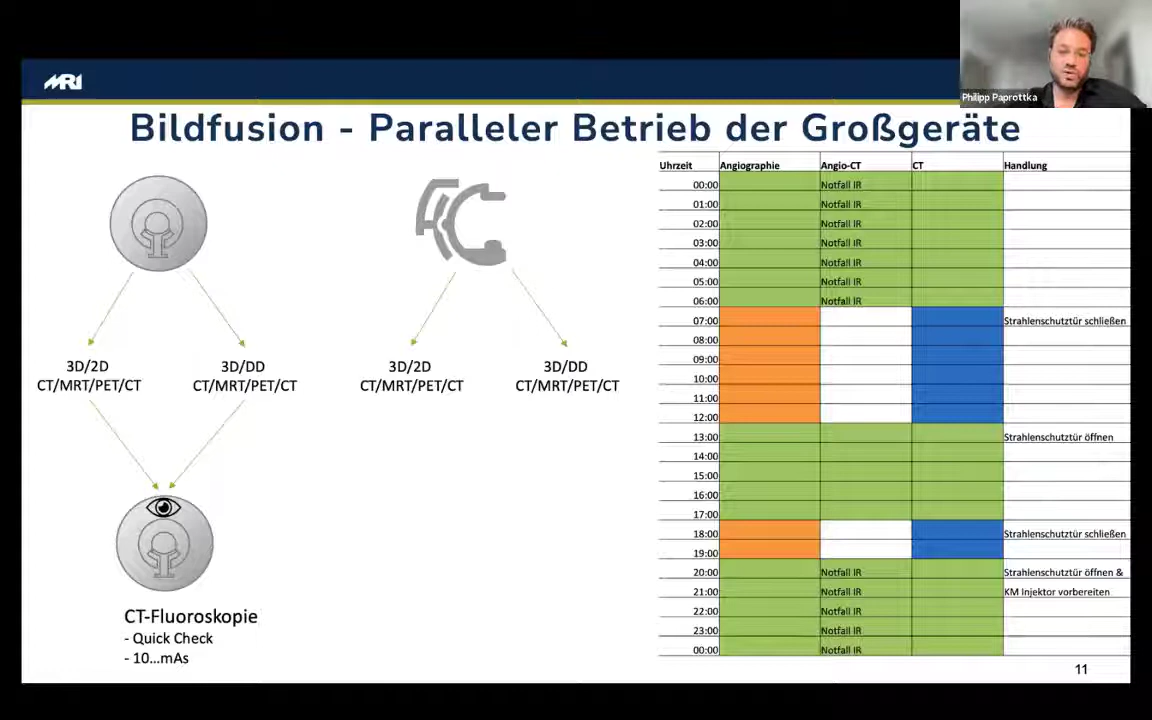 MRI
Philipp Paprottka
Bildfusion - Paralleler Betrieb der Großgeräte
3D/2D
CT/MRT/PET/CT
3D/DD
CT/MRT/PET/CT
3D/2D
CT/MRT/PET/CT
3D/DD
CT/MRT/PET/CT
CT-Fluoroskopie
- Quick Check
- 10...mAs
Uhrzeit Angiographie Angio-CT CT Handlung
00:00 Notfall IR
01:00 Notfall IR
02:00 Notfall IR
03:00 Notfall IR
04:00 Notfall IR
05:00 Notfall IR
06:00 Notfall IR
07:00 Strahlenschutztür schließen
08:00
09:00
10:00
11:00
12:00
13:00 Strahlenschutztür öffnen
14:00
15:00
16:00
17:00
18:00 Strahlenschutztür schließen
19:00
20:00 Notfall IR Strahlenschutztür öffnen &
21:00 Notfall IR KM Injektor vorbereiten
22:00 Notfall IR
23:00 Notfall IR
00:00 Notfall IR
11